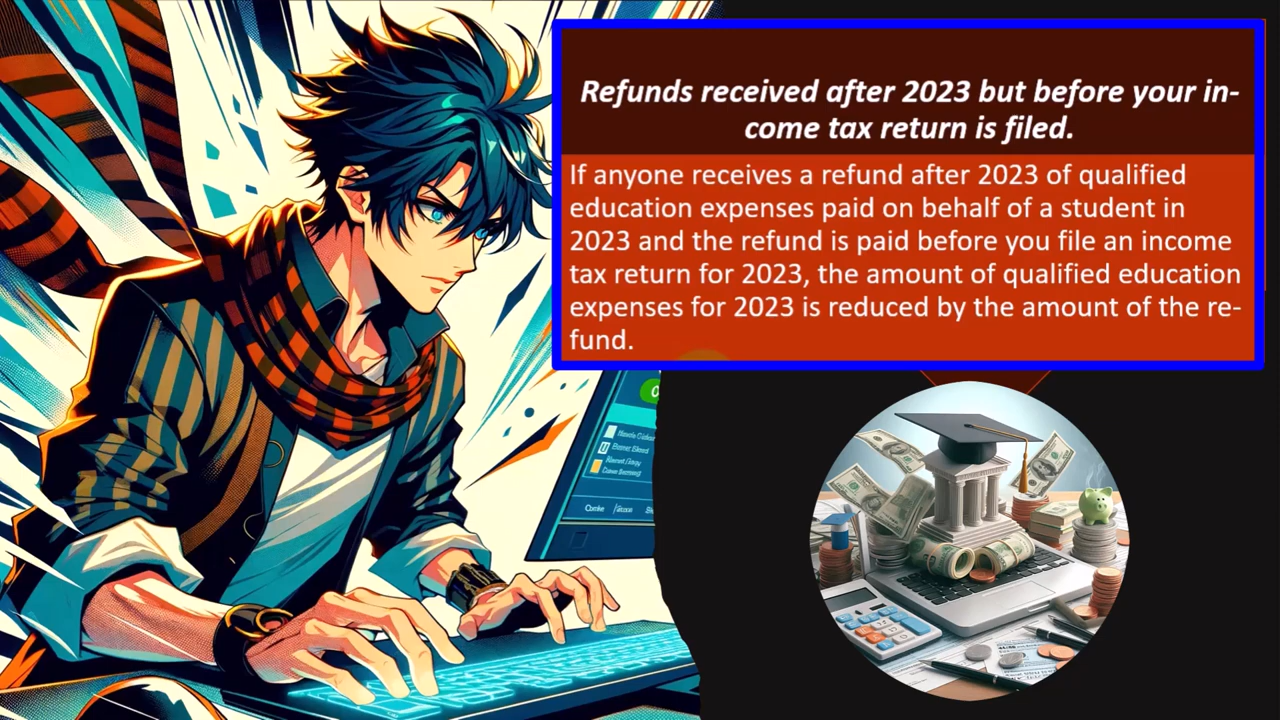 Refunds received after 2023 but before your in-
come tax return is filed.
If anyone receives a refund after 2023 of qualified
education expenses paid on behalf of a student in
2023 and the refund is paid before you file an income
tax return for 2023, the amount of qualified education
expenses for 2023 is reduced by the amount of the re-
fund.